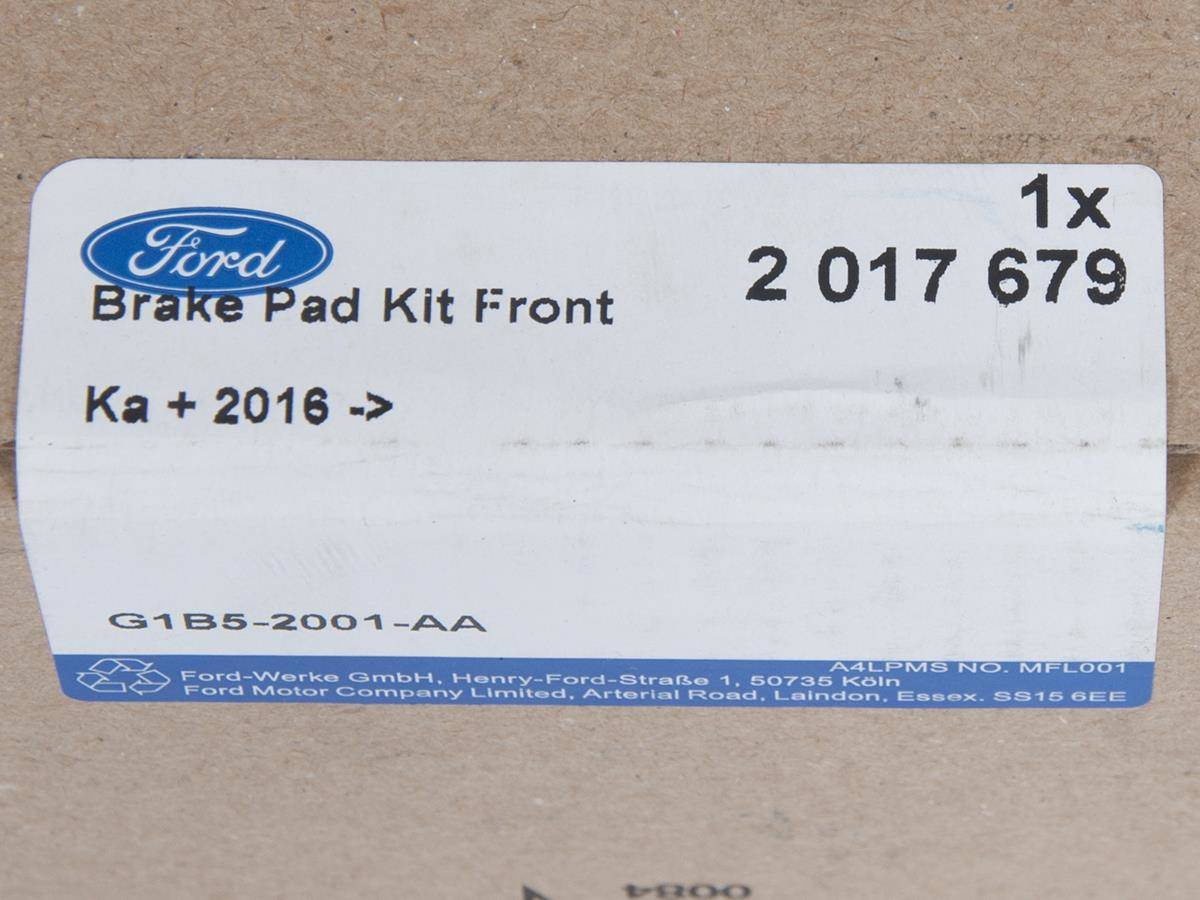 1x
Ford
2 017 679
Brake Pad Kit Front
Ka + 2016 ->
G1B5-2001-AA
A4LPMS NO. MFL001
Ford-Werke GmbH, Henry-Ford-Straße 1, 50735 Köln
Ford Motor Company Limited, Arterial Road, Laindon, Essex. SS15 6EE
0084